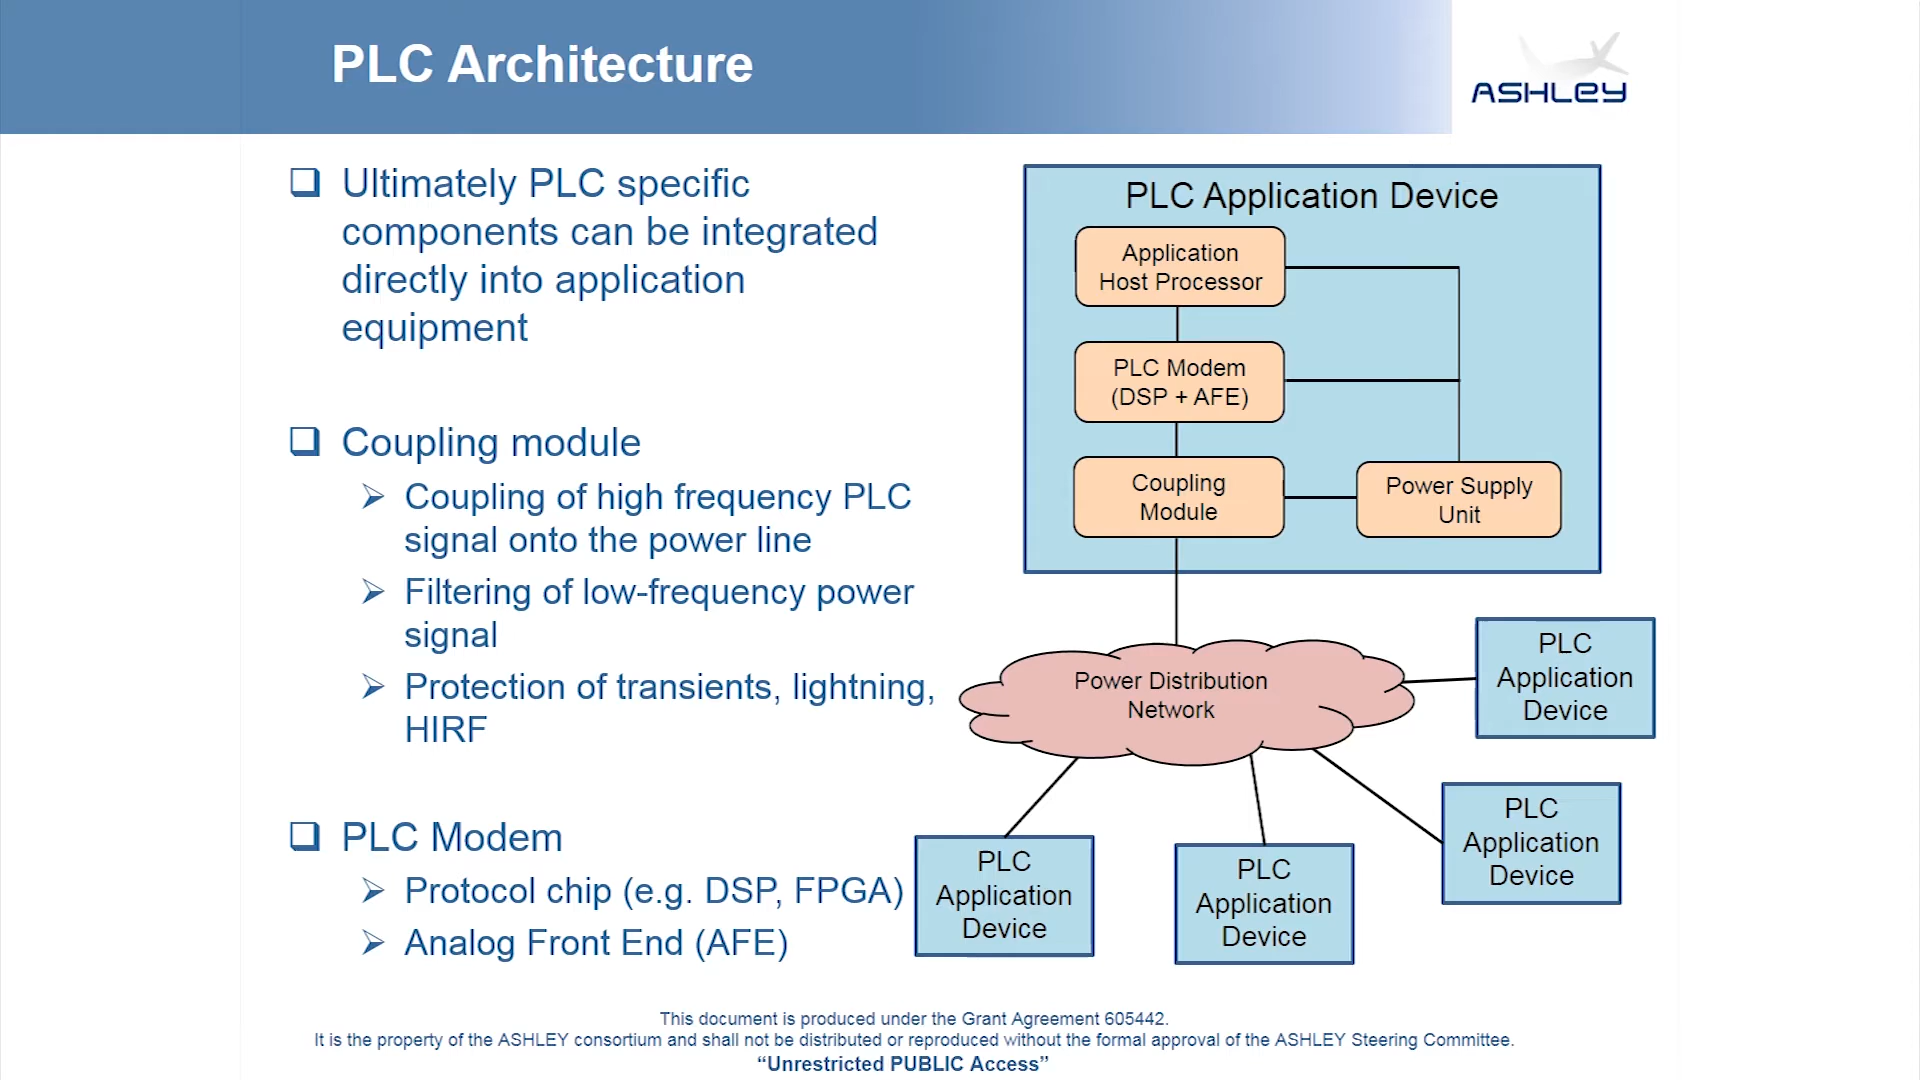 PLC Architecture
ASHLEY
Ultimately PLC specific
components can be integrated
directly into application
equipment
Coupling module
Coupling of high frequency PLC
signal onto the power line
Filtering of low-frequency power
signal
Protection of transients, lightning,
HIRF
PLC Modem
Protocol chip (e.g. DSP, FPGA)
Analog Front End (AFE)
PLC Application Device
Application
Host Processor
PLC Modem
(DSP + AFE)
Coupling
Module
Power Supply
Unit
Power Distribution
Network
PLC
Application
Device
PLC
Application
Device
PLC
Application
Device
PLC
Application
Device
This document is produced under the Grant Agreement 605442.
It is the property of the ASHLEY consortium and shall not be distributed or reproduced without the formal approval of the ASHLEY Steering Committee.
“Unrestricted PUBLIC Access”